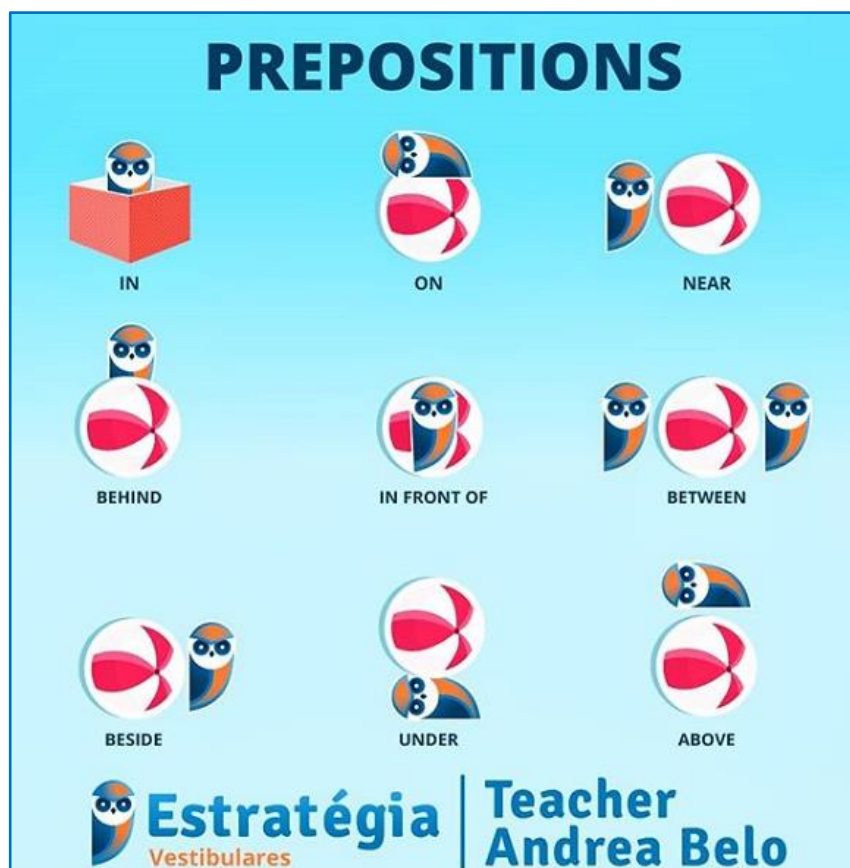 PREPOSITIONS
IN
ON
NEAR
BEHIND
IN FRONT OF
BETWEEN
BESIDE
UNDER
ABOVE
Estratégia
Vestibulares
Teacher
Andrea Belo